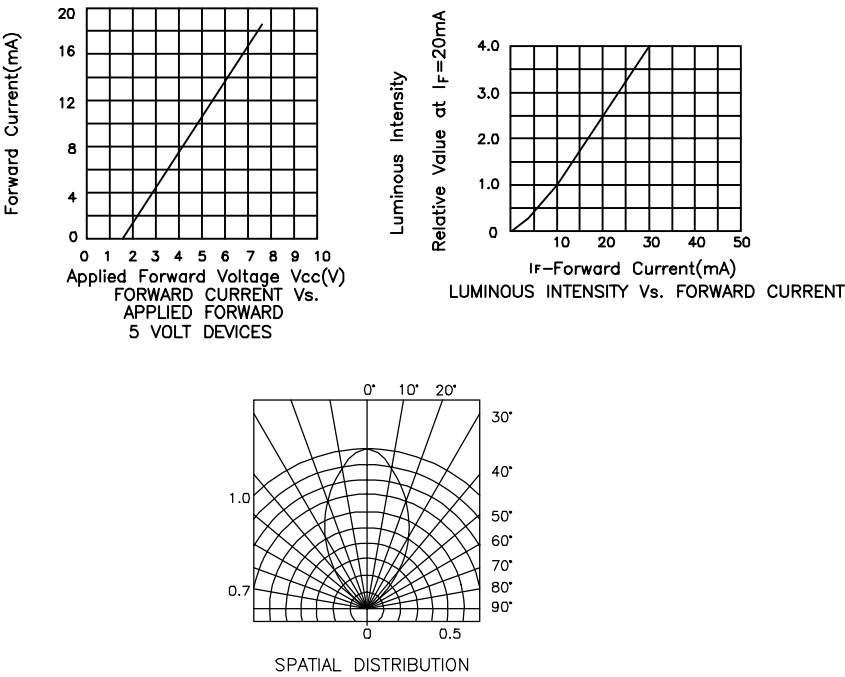 20
16
12
8
4
0
Forward Current(mA)
0 1 2 3 4 5 6 7 8 9 10
Applied Forward Voltage Vcc(V)
FORWARD CURRENT Vs.
APPLIED FORWARD
5 VOLT DEVICES
Luminous Intensity
Relative Value at IF=20mA
4.0
3.0
2.0
1.0
0
10 20 30 40 50
IF-Forward Current(mA)
LUMINOUS INTENSITY Vs. FORWARD CURRENT
0° 10° 20°
30°
40°
50°
60°
70°
80°
90°
1.0
0.7
0 0.5
SPATIAL DISTRIBUTION